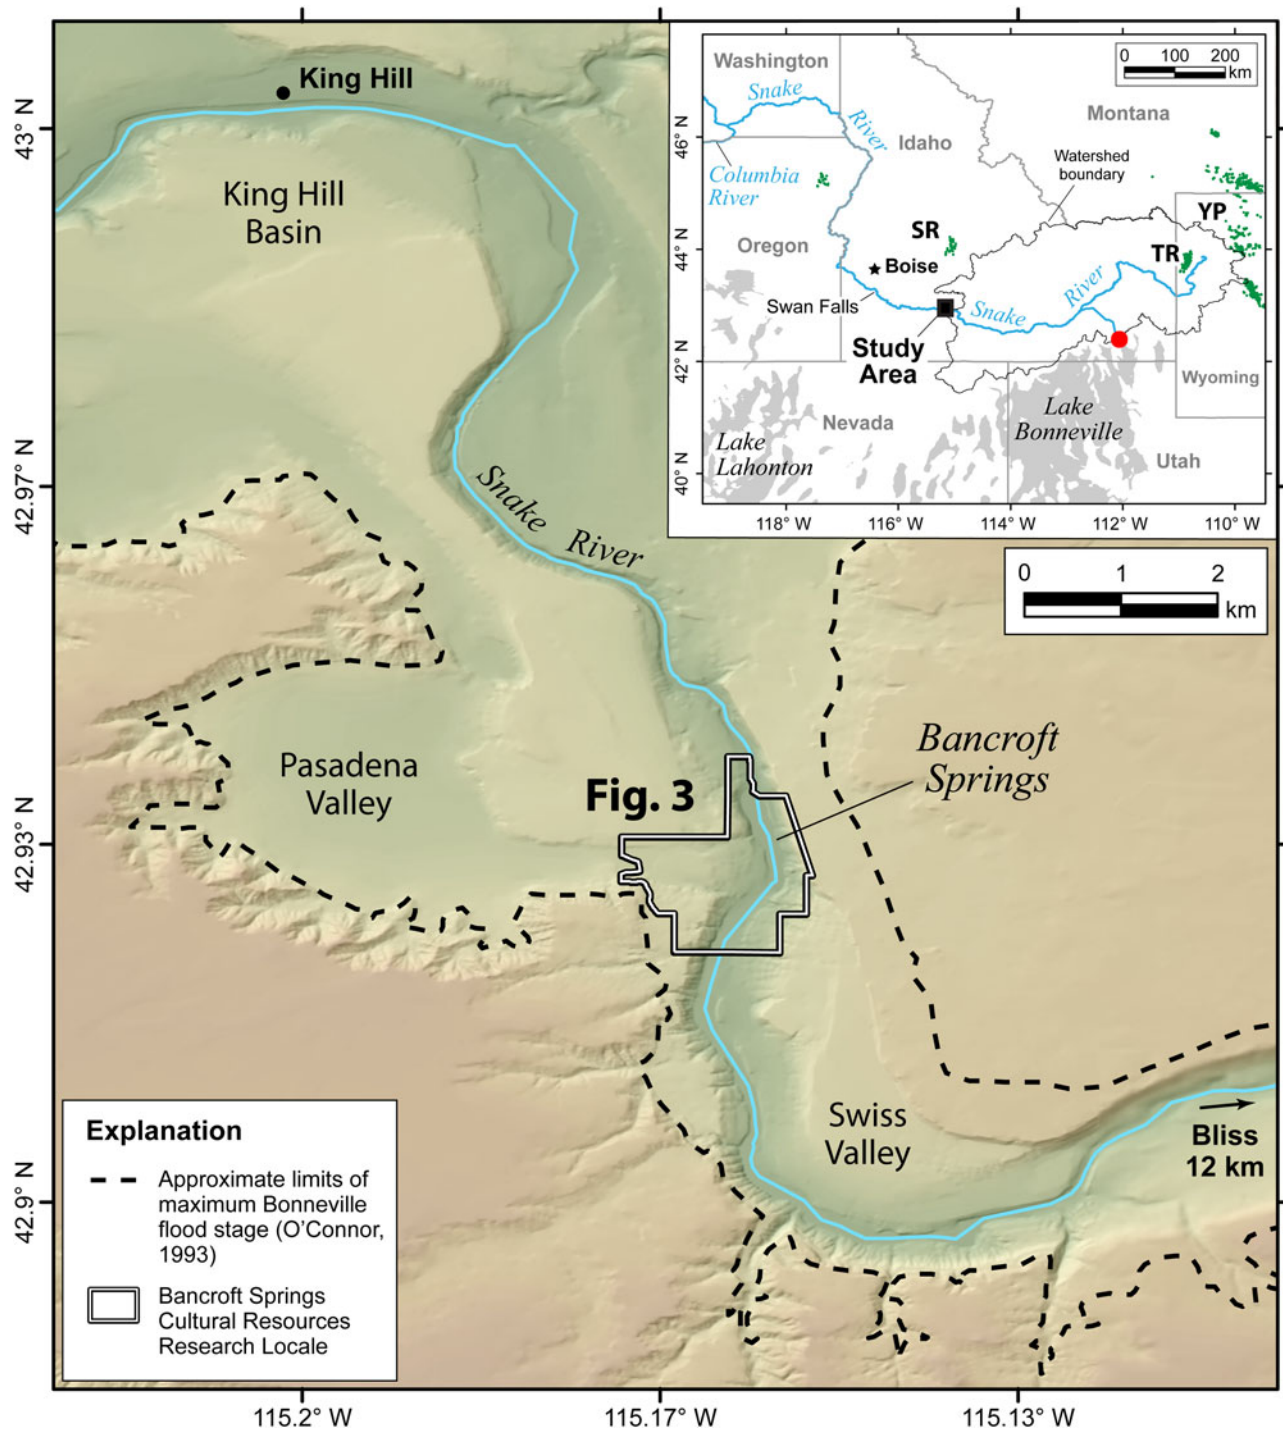 King Hill
King Hill
Basin
Snake River
Pasadena
Valley
Fig. 3
Bancroft
Springs
Swiss
Valley
Bliss
12 km
0 1 2
km
Explanation
Approximate limits of
maximum Bonneville
flood stage (O'Connor,
1993)
Bancroft Springs
Cultural Resources
Research Locale
43° N
42.97° N
42.93° N
42.9° N
115.2° W
115.17° W
115.13° W
Washington
Snake
River
Idaho
Montana
0 100 200
km
Columbia
River
Watershed
boundary
Oregon
SR
YP
TR
Boise
Swan Falls
Snake
River
Study
Area
Wyoming
Lake
Bonneville
Nevada
Lake
Lahonton
Utah
46° N
44° N
42° N
40° N
118° W
116° W
114° W
112° W
110° W